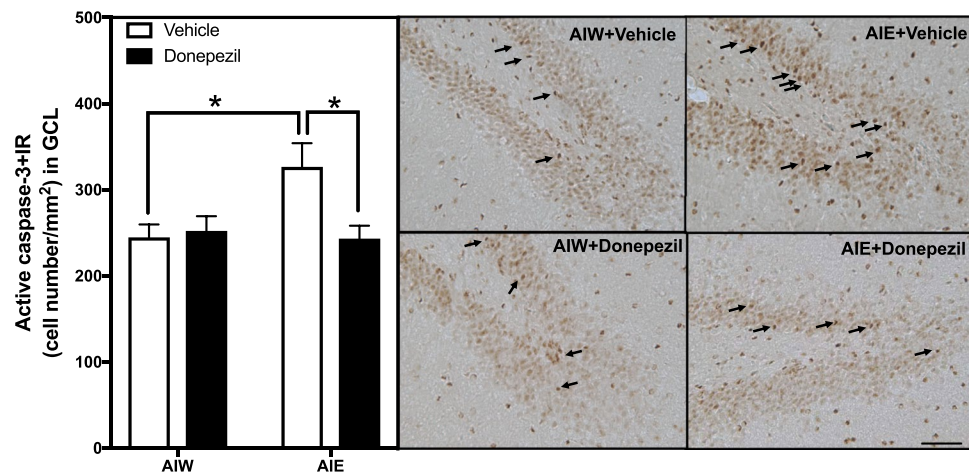 500
400
300
200
100
0
Active caspase-3+IR
(cell number/mm²) in GCL
Vehicle
Donepezil
*
*
AIW
AIE
AIW+Vehicle
AIE+Vehicle
AIW+Donepezil
AIE+Donepezil